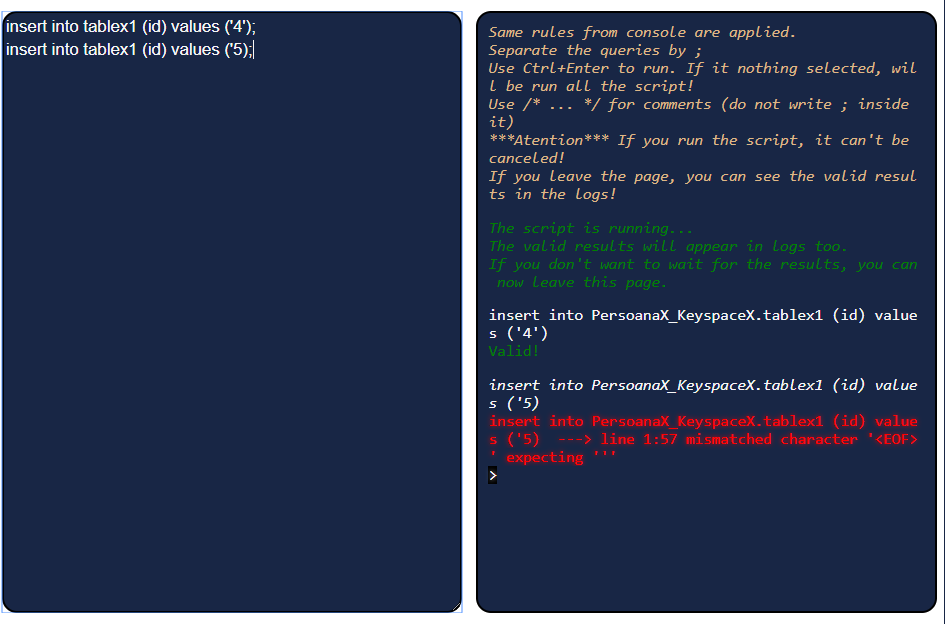 insert into tablex1 (id) values ('4');
insert into tablex1 (id) values ('5);
Same rules from console are applied.
Separate the queries by ;
Use Ctrl+Enter to run. If it nothing selected, wil
l be run all the script!
Use /* ... */ for comments (do not write ; inside
it)
***Atention*** If you run the script, it can't be
canceled!
If you leave the page, you can see the valid resul
ts in the logs!
The script is running...
The valid results will appear in logs too.
If you don't want to wait for the results, you can
now leave this page.
insert into PersoanaX_KeyspaceX.tablex1 (id) value
s ('4')
Valid!
insert into PersoanaX_KeyspaceX.tablex1 (id) value
s ('5)
insert into PersoanaX_KeyspaceX.tablex1 (id) value
s ('5)  ---> line 1:57 mismatched character '<EOF>
' expecting '''
>